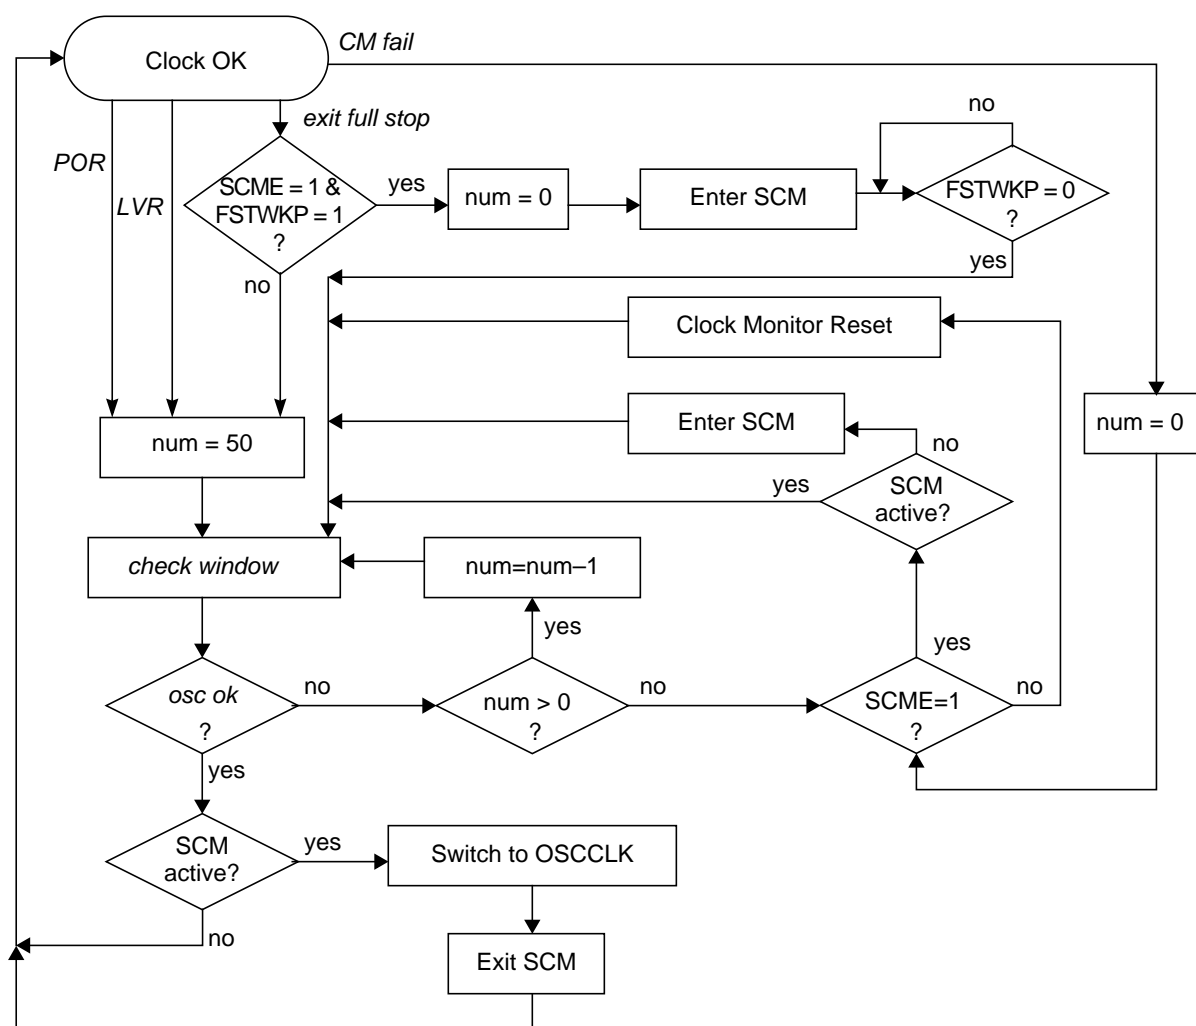 Clock OK
CM fail
exit full stop
no
POR
LVR
SCME = 1 &
FSTWKP = 1
?
yes
num = 0
Enter SCM
FSTWKP = 0
?
no
yes
Clock Monitor Reset
Enter SCM
num = 0
num = 50
no
yes
SCM
active?
check window
num=num–1
yes
yes
osc ok
?
no
num > 0
?
no
SCME=1
?
no
yes
SCM
active?
yes
Switch to OSCCLK
no
Exit SCM